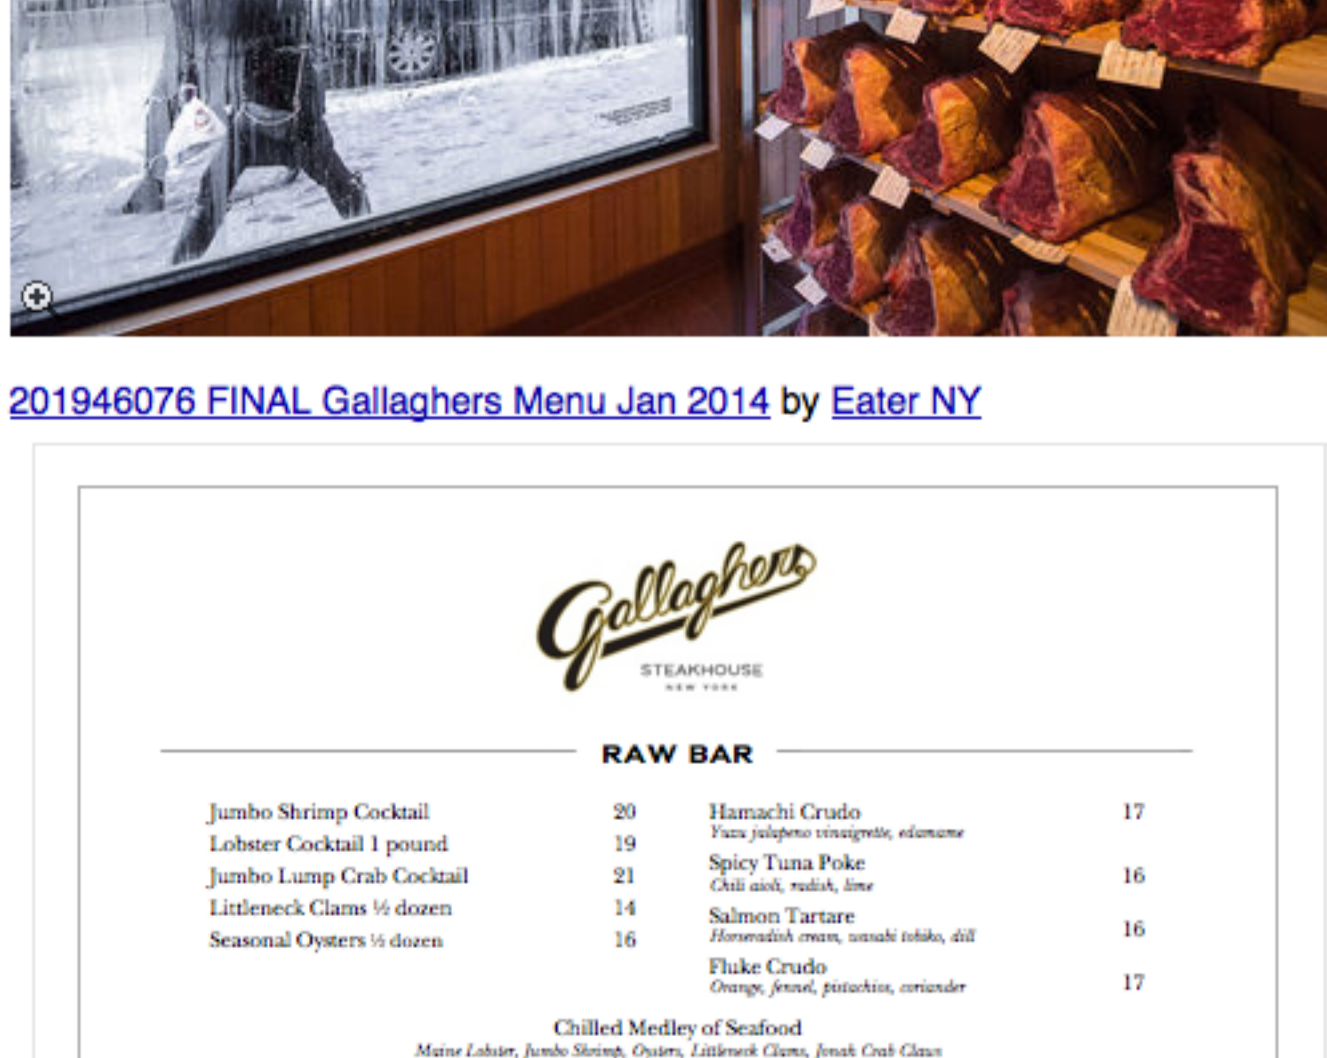 201946076 FINAL Gallaghers Menu Jan 2014 by Eater NY
Gallaghers
STEAKHOUSE
NEW YORK
RAW BAR
Jumbo Shrimp Cocktail 20
Lobster Cocktail 1 pound 19
Jumbo Lump Crab Cocktail 21
Littleneck Clams ½ dozen 14
Seasonal Oysters ½ dozen 16
Hamachi Crudo 17
Yuzu jalapeno vinaigrette, edamame
Spicy Tuna Poke 16
Chili aioli, radish, lime
Salmon Tartare 16
Horseradish cream, wasabi tobiko, dill
Fluke Crudo 17
Orange, fennel, pistachios, coriander
Chilled Medley of Seafood
Maine Lobster, Jumbo Shrimp, Oysters, Littleneck Clams, Jonah Crab Claws